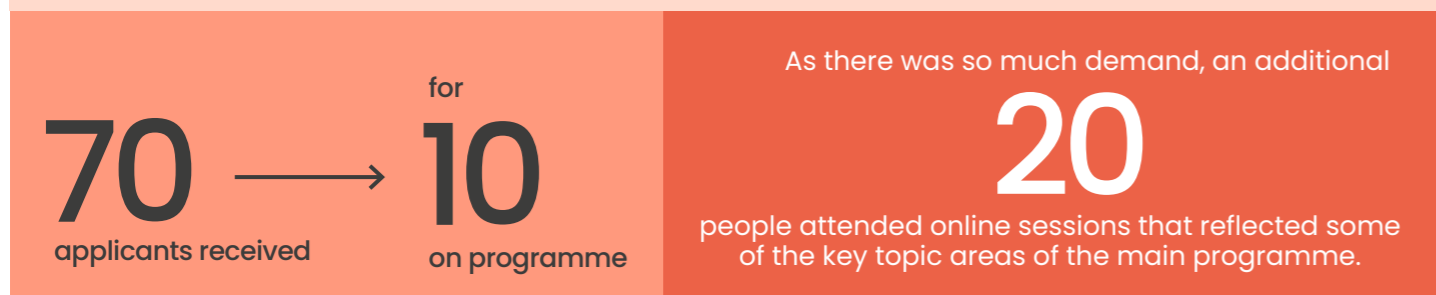 70
applicants received
for
10
on programme
As there was so much demand, an additional
20
people attended online sessions that reflected some
of the key topic areas of the main programme.